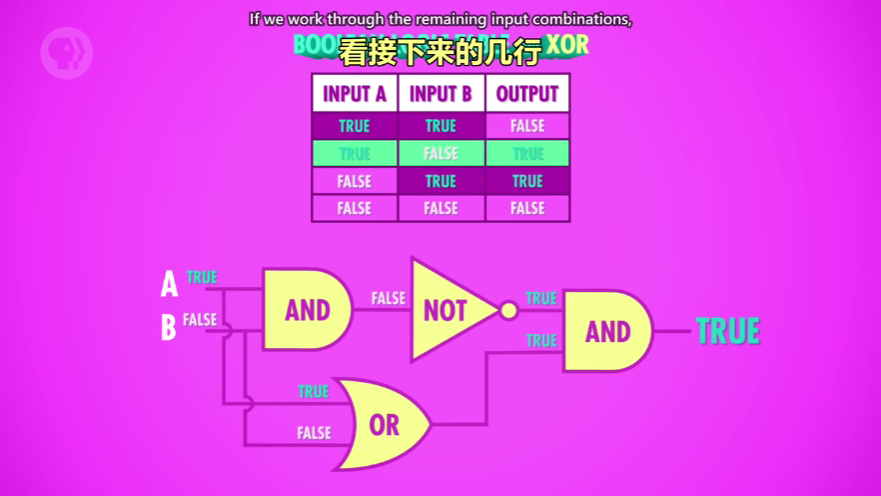 If we work through the remaining input combinations,
看接下来的几行
XOR
INPUT A INPUT B OUTPUT
TRUE TRUE FALSE
TRUE FALSE TRUE
FALSE TRUE TRUE
FALSE FALSE FALSE
A TRUE
B FALSE
AND
FALSE
NOT
TRUE
TRUE
AND
TRUE
TRUE
FALSE
OR